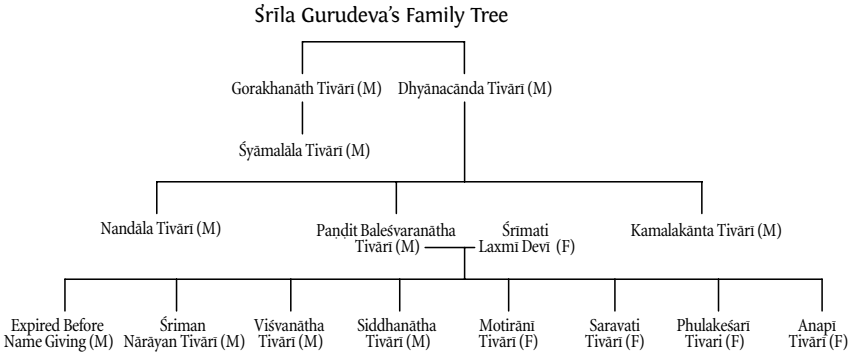 Śrīla Gurudeva’s Family Tree
Gorakhanāth Tivārī (M) Dhyānacānda Tivārī (M)
Śyāmalāla Tivārī (M)
Nandāla Tivārī (M)
Paṇḍit Baleśvaranātha
Tivārī (M)
Śrīmati
Laxmī Devī (F)
Kamalakānta Tivārī (M)
Expired Before
Name Giving (M)
Śriman
Nārāyan Tivārī (M)
Viśvanātha
Tivārī (M)
Siddhanātha
Tivārī (M)
Motirānī
Tivārī (F)
Saravati
Tivārī (F)
Phulakeśarī
Tivari (F)
Anapī
Tivārī (F)